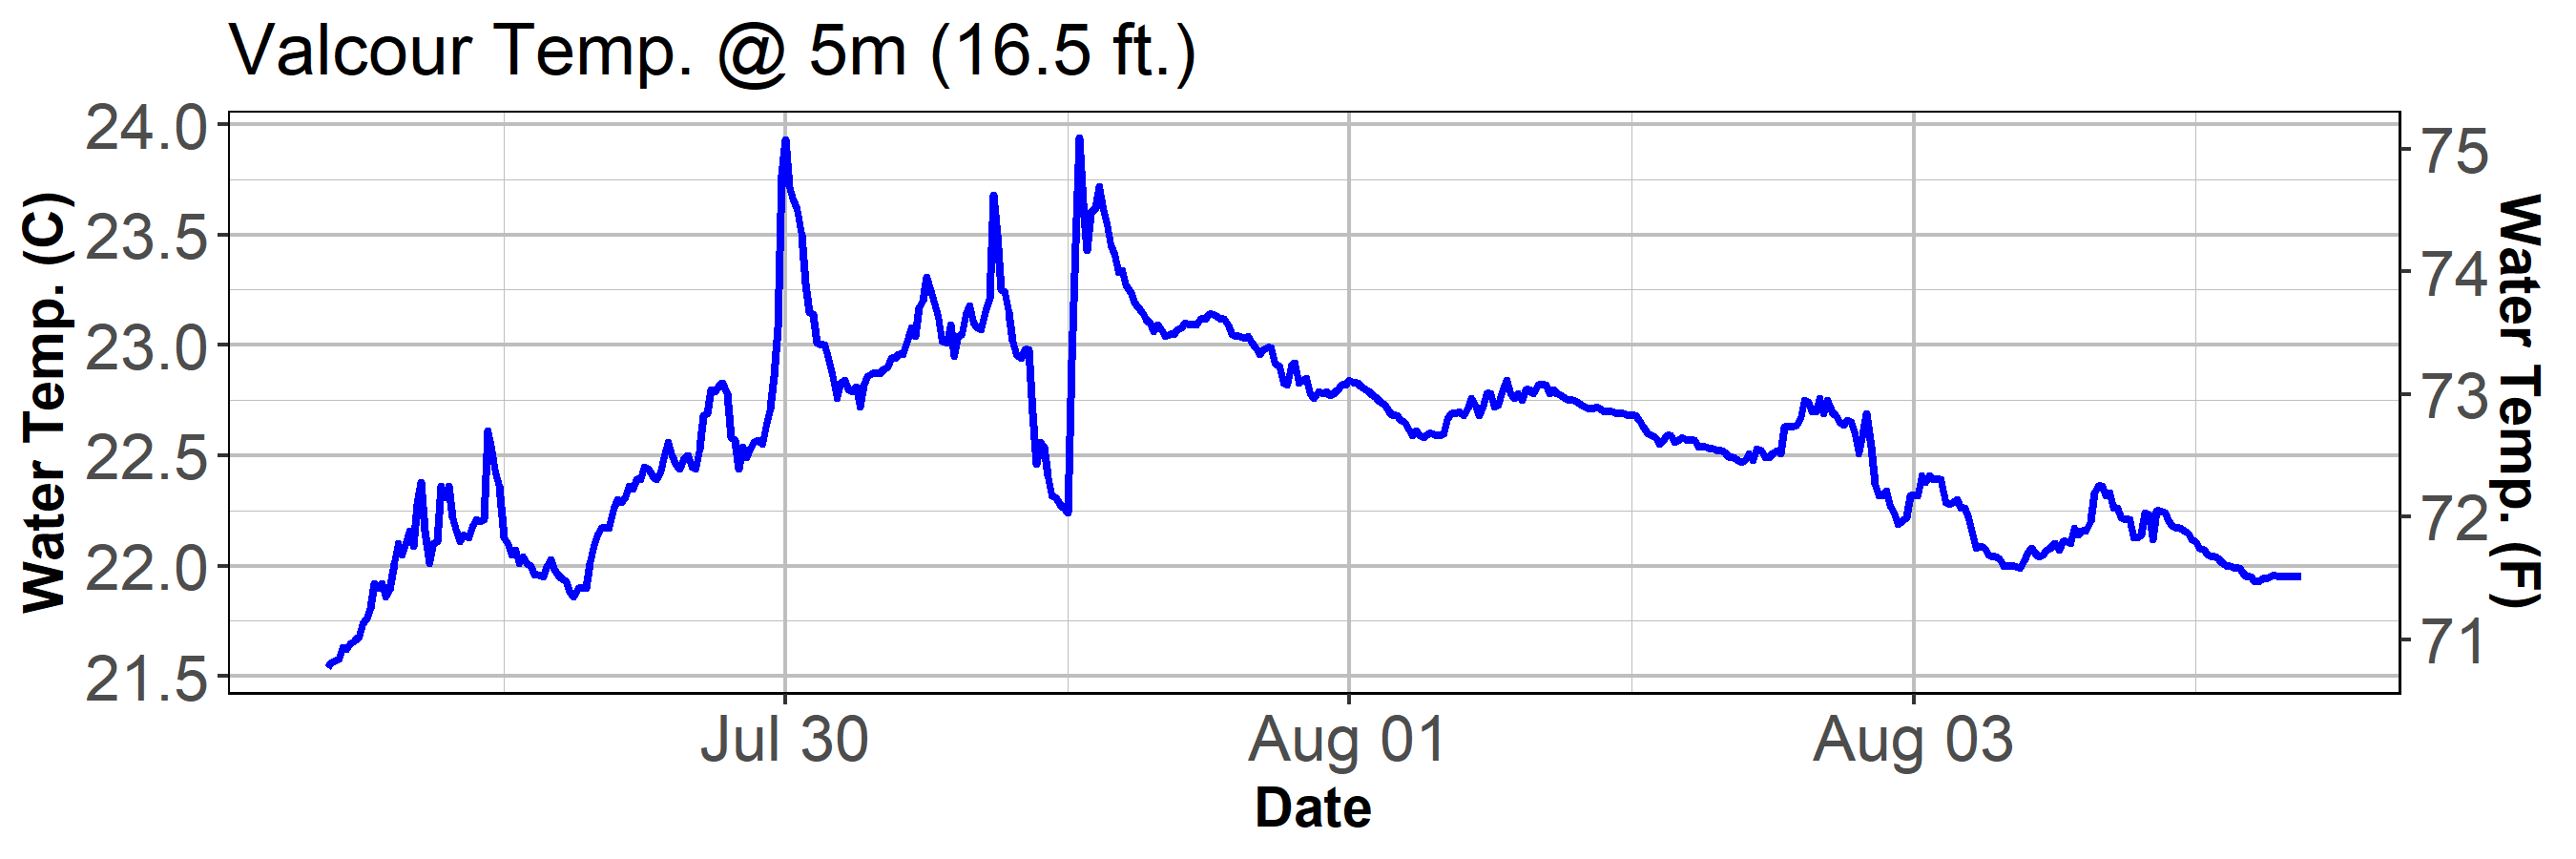 Valcour Temp. @ 5m (16.5 ft.)
Water Temp. (C)
24.0
23.5
23.0
22.5
22.0
21.5
75
74
73
72
71
Water Temp. (F)
Jul 30
Aug 01
Aug 03
Date